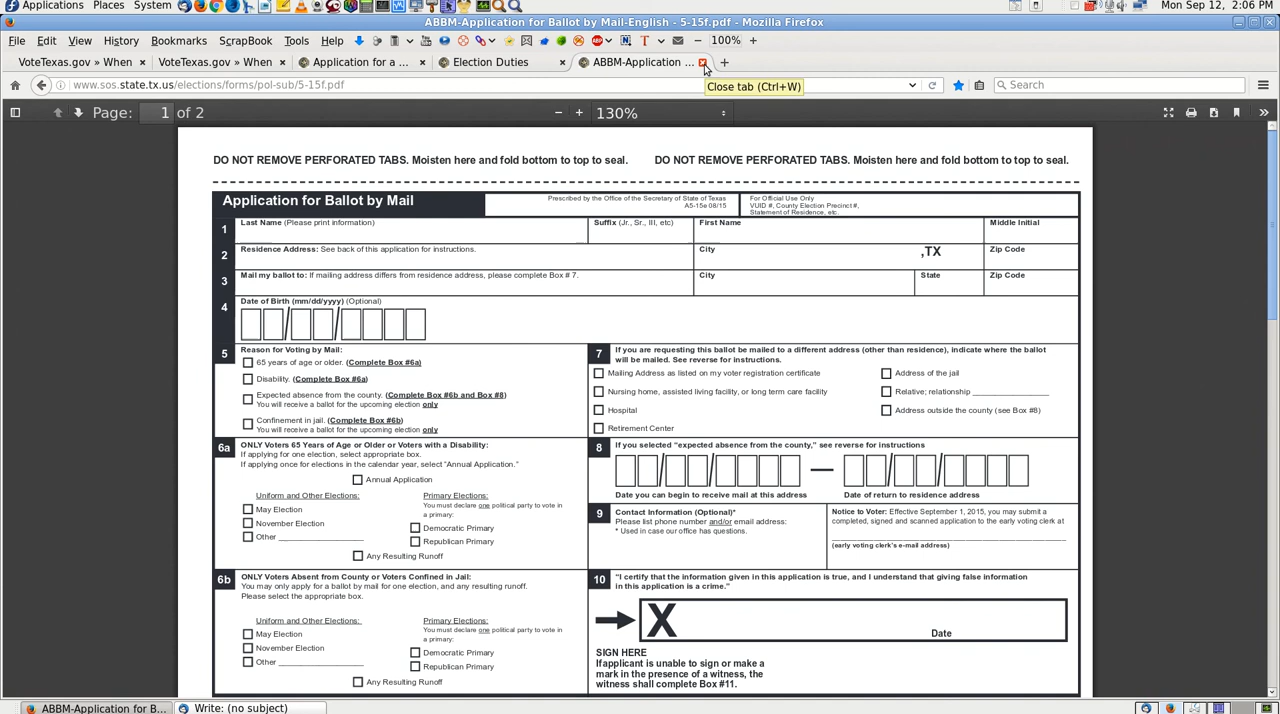 Applications Places System Mon Sep 12, 2:06 PM
ABBM-Application for Ballot by Mail-English - 5-15f.pdf - Mozilla Firefox
File Edit View History Bookmarks ScrapBook Tools Help 100%
VoteTexas.gov » When VoteTexas.gov » When Application for a ... Election Duties ABBM-Application ...
www.sos.state.tx.us/elections/forms/pol-sub/5-15f.pdf Search
Close tab (Ctrl+W)
Page: 1 of 2 130%
DO NOT REMOVE PERFORATED TABS. Moisten here and fold bottom to top to seal. DO NOT REMOVE PERFORATED TABS. Moisten here and fold bottom to top to seal.
Application for Ballot by Mail
Prescribed by the Office of the Secretary of State of Texas
A5-15e 08/15
For Official Use Only
VUID #, County Election Precinct #,
Statement of Residence, etc.
1 Last Name (Please print information) Suffix (Jr., Sr., III, etc) First Name Middle Initial
2 Residence Address: See back of this application for instructions. City ,TX Zip Code
3 Mail my ballot to: If mailing address differs from residence address, please complete Box # 7. City State Zip Code
4 Date of Birth (mm/dd/yyyy) (Optional)
/ /
5 Reason for Voting by Mail:
65 years of age or older. (Complete Box #6a)
Disability. (Complete Box #6a)
Expected absence from the county. (Complete Box #6b and Box #8)
You will receive a ballot for the upcoming election only
Confinement in jail. (Complete Box #6b)
You will receive a ballot for the upcoming election only
7 If you are requesting this ballot be mailed to a different address (other than residence), indicate where the ballot
will be mailed. See reverse for instructions.
Mailing Address as listed on my voter registration certificate Address of the jail
Nursing home, assisted living facility, or long term care facility Relative; relationship ________________
Hospital Address outside the county (see Box #8)
Retirement Center
6a ONLY Voters 65 Years of Age or Older or Voters with a Disability:
If applying for one election, select appropriate box.
If applying once for elections in the calendar year, select "Annual Application."
Annual Application
Uniform and Other Elections: Primary Elections:
You must declare one political party to vote in
a primary:
May Election
November Election Democratic Primary
Other ___________________ Republican Primary
Any Resulting Runoff
8 If you selected "expected absence from the county," see reverse for instructions
/ / — / /
Date you can begin to receive mail at this address Date of return to residence address
9 Contact Information (Optional)*
Please list phone number and/or email address:
* Used in case our office has questions.
Notice to Voter: Effective September 1, 2015, you may submit a
completed, signed and scanned application to the early voting clerk at
(early voting clerk's e-mail address)
6b ONLY Voters Absent from County or Voters Confined in Jail:
You may only apply for a ballot by mail for one election, and any resulting runoff.
Please select the appropriate box.
Uniform and Other Elections: Primary Elections:
You must declare one political party to vote in
a primary:
May Election
November Election Democratic Primary
Other ___________________ Republican Primary
Any Resulting Runoff
10 "I certify that the information given in this application is true, and I understand that giving false information
in this application is a crime."
X Date
SIGN HERE
If applicant is unable to sign or make a
mark in the presence of a witness, the
witness shall complete Box #11.
ABBM-Application for B... Write: (no subject)